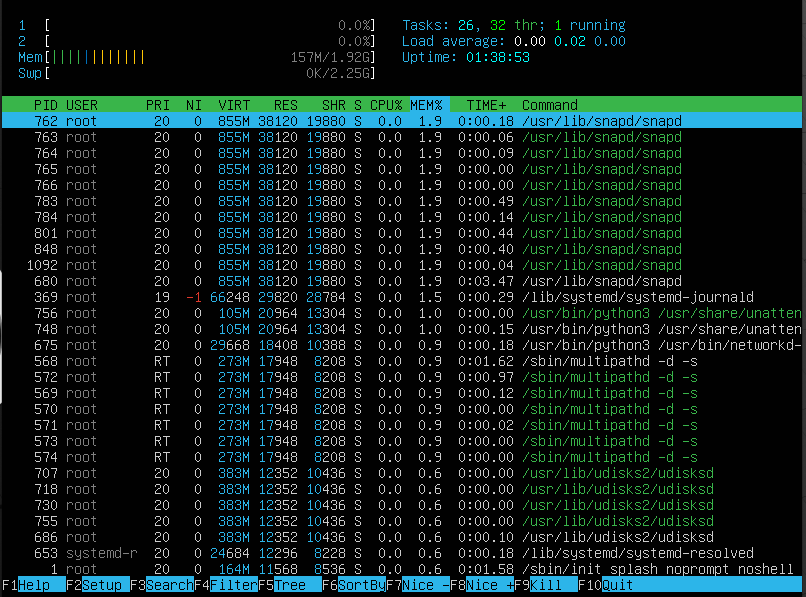 1  [                              0.0%]   Tasks: 26, 32 thr; 1 running
2  [                              0.0%]   Load average: 0.00 0.02 0.00
Mem[||||||||||||            157M/1.92G]   Uptime: 01:38:53
Swp[                          0K/2.25G]
PID USER      PRI  NI  VIRT   RES   SHR S CPU% MEM%   TIME+  Command
762 root       20   0  855M 38120 19880 S  0.0  1.9  0:00.18 /usr/lib/snapd/snapd
763 root       20   0  855M 38120 19880 S  0.0  1.9  0:00.06 /usr/lib/snapd/snapd
764 root       20   0  855M 38120 19880 S  0.0  1.9  0:00.09 /usr/lib/snapd/snapd
765 root       20   0  855M 38120 19880 S  0.0  1.9  0:00.00 /usr/lib/snapd/snapd
766 root       20   0  855M 38120 19880 S  0.0  1.9  0:00.00 /usr/lib/snapd/snapd
783 root       20   0  855M 38120 19880 S  0.0  1.9  0:00.49 /usr/lib/snapd/snapd
784 root       20   0  855M 38120 19880 S  0.0  1.9  0:00.14 /usr/lib/snapd/snapd
801 root       20   0  855M 38120 19880 S  0.0  1.9  0:00.44 /usr/lib/snapd/snapd
848 root       20   0  855M 38120 19880 S  0.0  1.9  0:00.40 /usr/lib/snapd/snapd
1092 root       20   0  855M 38120 19880 S  0.0  1.9  0:00.04 /usr/lib/snapd/snapd
680 root       20   0  855M 38120 19880 S  0.0  1.9  0:03.47 /usr/lib/snapd/snapd
369 root       19  -1 66248 29820 28784 S  0.0  1.5  0:00.29 /lib/systemd/systemd-journald
756 root       20   0  105M 20964 13304 S  0.0  1.0  0:00.00 /usr/bin/python3 /usr/share/unatten
748 root       20   0  105M 20964 13304 S  0.0  1.0  0:00.15 /usr/bin/python3 /usr/share/unatten
675 root       20   0 29668 18408 10388 S  0.0  0.9  0:00.18 /usr/bin/python3 /usr/bin/networkd-
568 root       RT   0  273M 17948  8208 S  0.0  0.9  0:01.62 /sbin/multipathd -d -s
572 root       RT   0  273M 17948  8208 S  0.0  0.9  0:00.97 /sbin/multipathd -d -s
569 root       RT   0  273M 17948  8208 S  0.0  0.9  0:00.12 /sbin/multipathd -d -s
570 root       RT   0  273M 17948  8208 S  0.0  0.9  0:00.00 /sbin/multipathd -d -s
571 root       RT   0  273M 17948  8208 S  0.0  0.9  0:00.02 /sbin/multipathd -d -s
573 root       RT   0  273M 17948  8208 S  0.0  0.9  0:00.00 /sbin/multipathd -d -s
574 root       RT   0  273M 17948  8208 S  0.0  0.9  0:00.00 /sbin/multipathd -d -s
707 root       20   0  383M 12352 10436 S  0.0  0.6  0:00.00 /usr/lib/udisks2/udisksd
718 root       20   0  383M 12352 10436 S  0.0  0.6  0:00.00 /usr/lib/udisks2/udisksd
730 root       20   0  383M 12352 10436 S  0.0  0.6  0:00.00 /usr/lib/udisks2/udisksd
755 root       20   0  383M 12352 10436 S  0.0  0.6  0:00.00 /usr/lib/udisks2/udisksd
686 root       20   0  383M 12352 10436 S  0.0  0.6  0:00.10 /usr/lib/udisks2/udisksd
653 systemd-r  20   0 24684 12296  8228 S  0.0  0.6  0:00.18 /lib/systemd/systemd-resolved
1 root       20   0  164M 11568  8536 S  0.0  0.6  0:01.58 /sbin/init splash noprompt noshell
F1Help  F2Setup F3SearchF4FilterF5Tree  F6SortByF7Nice -F8Nice +F9Kill  F10Quit